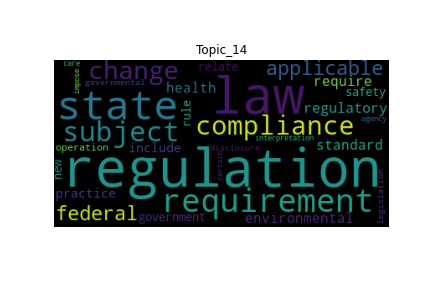 Topic_14
care
impose
governmental
change
relate
applicable
require
health
safety
state
law
rule
regulatory
agency
subject
compliance
interpretation
operation
include
disclosure
standard
new
regulation
certain
practice
requirement
legislation
federal
government
environmental